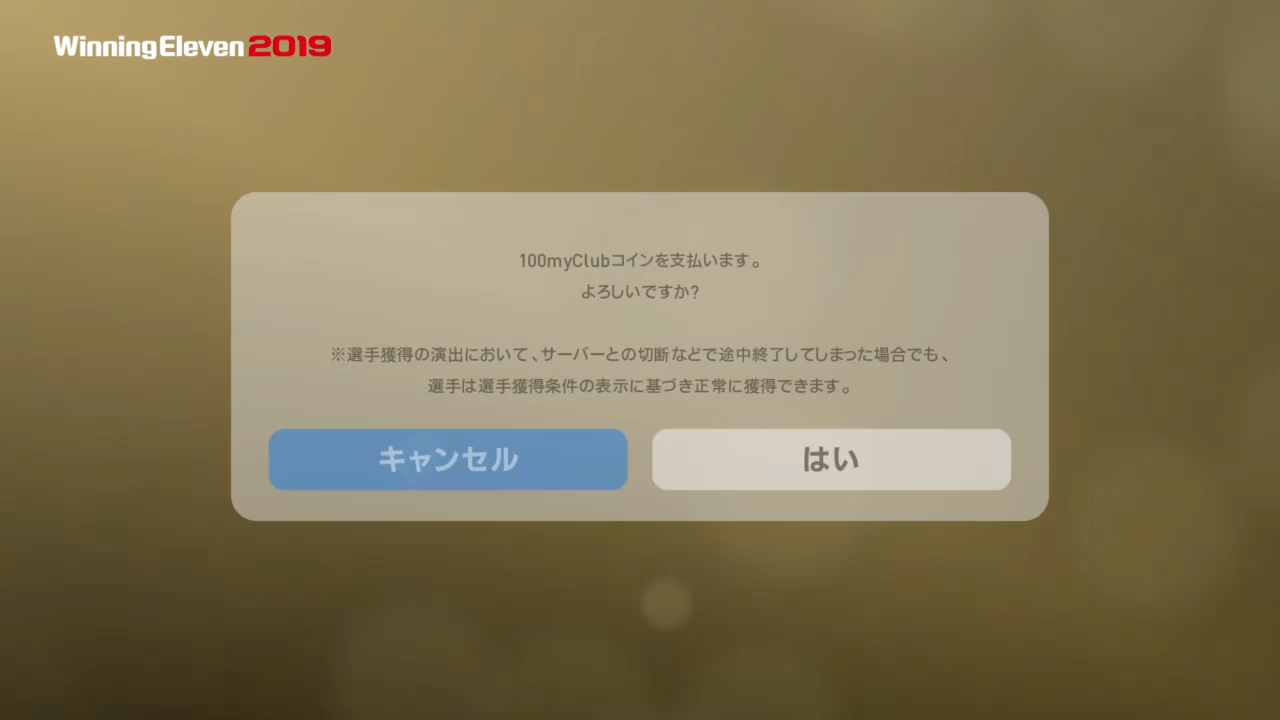 WinningEleven 2019
100myClubコインを支払います。
よろしいですか?
※選手獲得の演出において、サーバーとの切断などで途中終了してしまった場合でも、
選手は選手獲得条件の表示に基づき正常に獲得できます。
キャンセル
はい